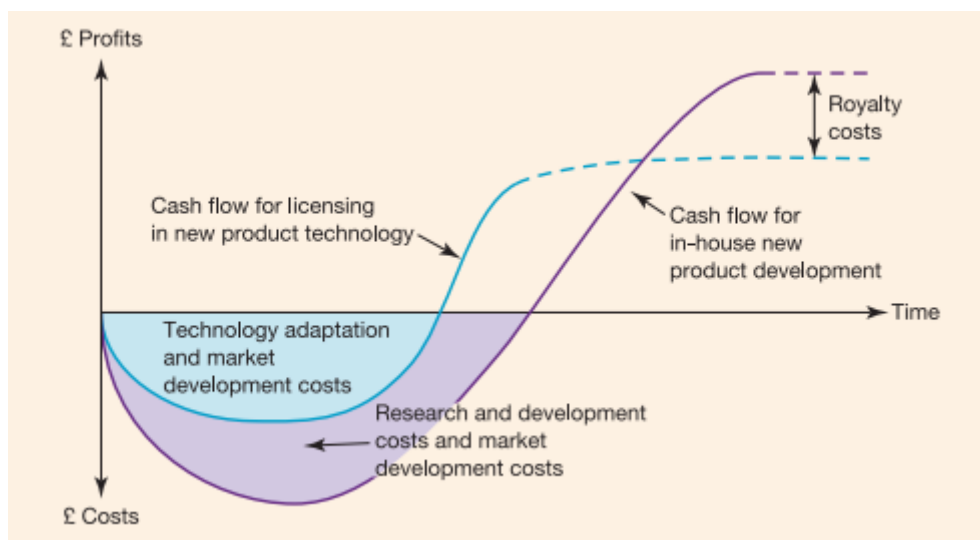 £ Profits
Royalty
costs
Cash flow for licensing
in new product technology
Cash flow for
in-house new
product development
Time
Technology adaptation
and market
development costs
Research and development
costs and market
development costs
£ Costs